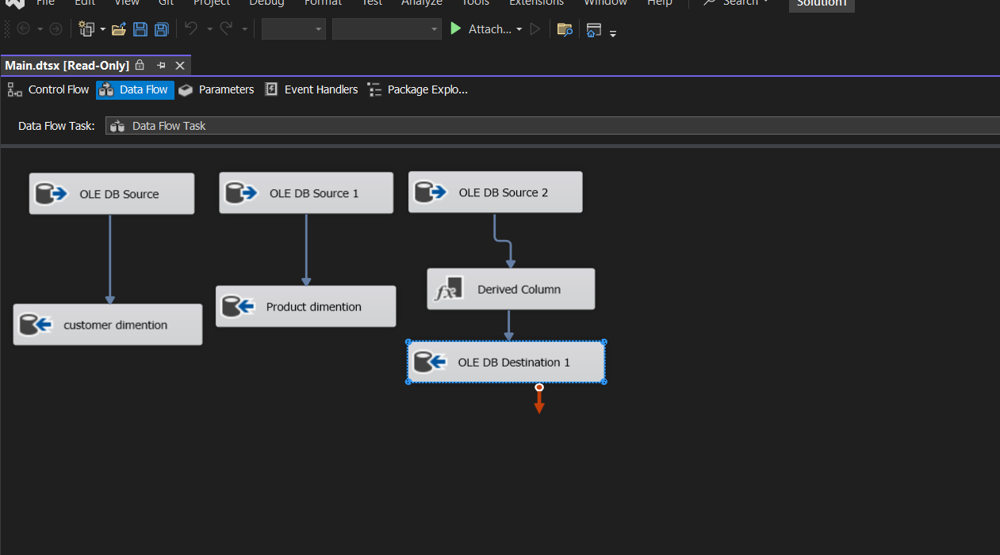 File Edit View Git Project Debug Format Test Analyze Tools Extensions Window Help Search Solution1
Attach...
Main.dtsx [Read-Only]
Control Flow Data Flow Parameters Event Handlers Package Explo...
Data Flow Task: Data Flow Task
OLE DB Source OLE DB Source 1 OLE DB Source 2
Derived Column
customer dimention Product dimention
OLE DB Destination 1